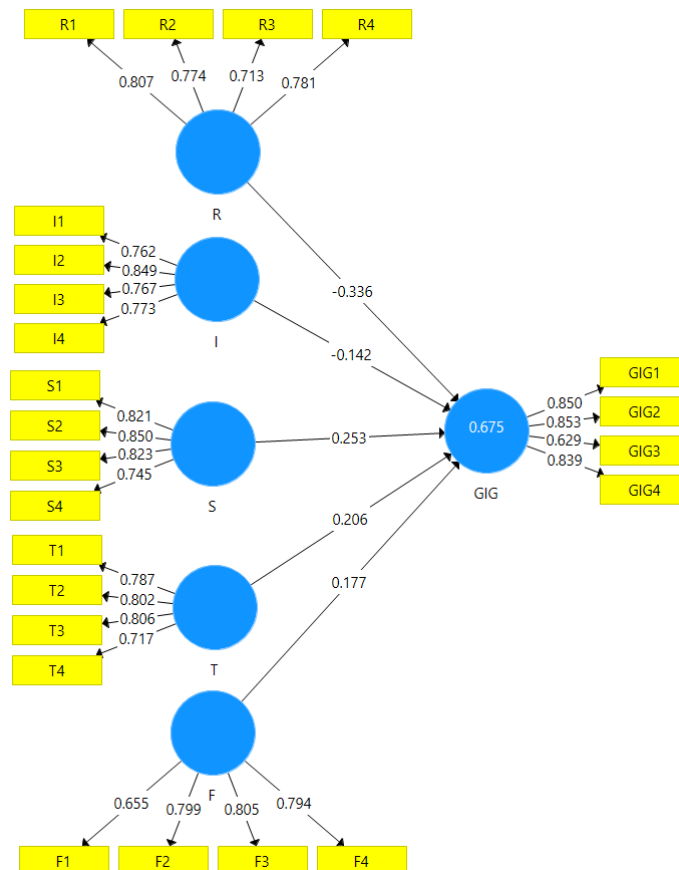 R1 R2 R3 R4
0.807 0.774 0.713 0.781
R
I1
I2
I3
I4
0.762
0.849
0.767
0.773
I
S1
S2
S3
S4
0.821
0.850
0.823
0.745
S
T1
T2
T3
T4
0.787
0.802
0.806
0.717
T
F
0.655 0.799 0.805 0.794
F1 F2 F3 F4
-0.336
-0.142
0.253
0.206
0.177
0.675
GIG
0.850
0.853
0.629
0.839
GIG1
GIG2
GIG3
GIG4